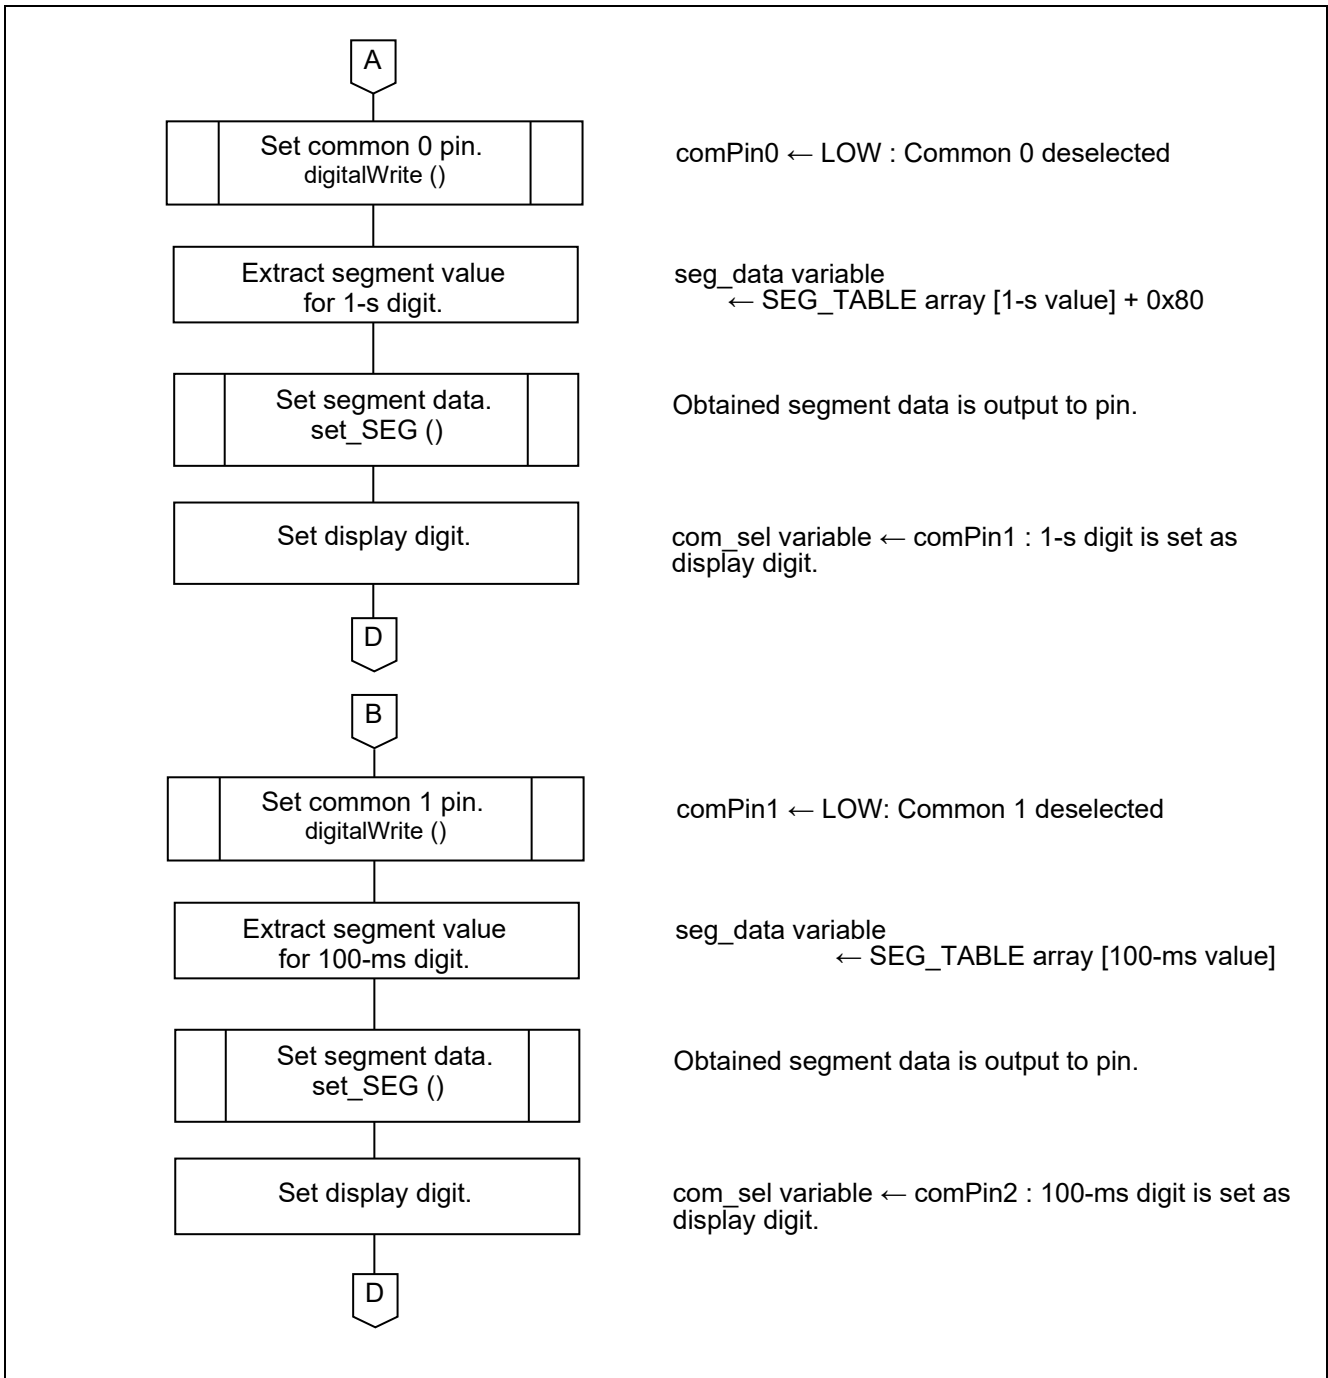 A
Set common 0 pin.
digitalWrite ()
comPin0 ← LOW : Common 0 deselected
Extract segment value
for 1-s digit.
seg_data variable
← SEG_TABLE array [1-s value] + 0x80
Set segment data.
set_SEG ()
Obtained segment data is output to pin.
Set display digit.
com_sel variable ← comPin1 : 1-s digit is set as
display digit.
D
B
Set common 1 pin.
digitalWrite ()
comPin1 ← LOW: Common 1 deselected
Extract segment value
for 100-ms digit.
seg_data variable
← SEG_TABLE array [100-ms value]
Set segment data.
set_SEG ()
Obtained segment data is output to pin.
Set display digit.
com_sel variable ← comPin2 : 100-ms digit is set as
display digit.
D